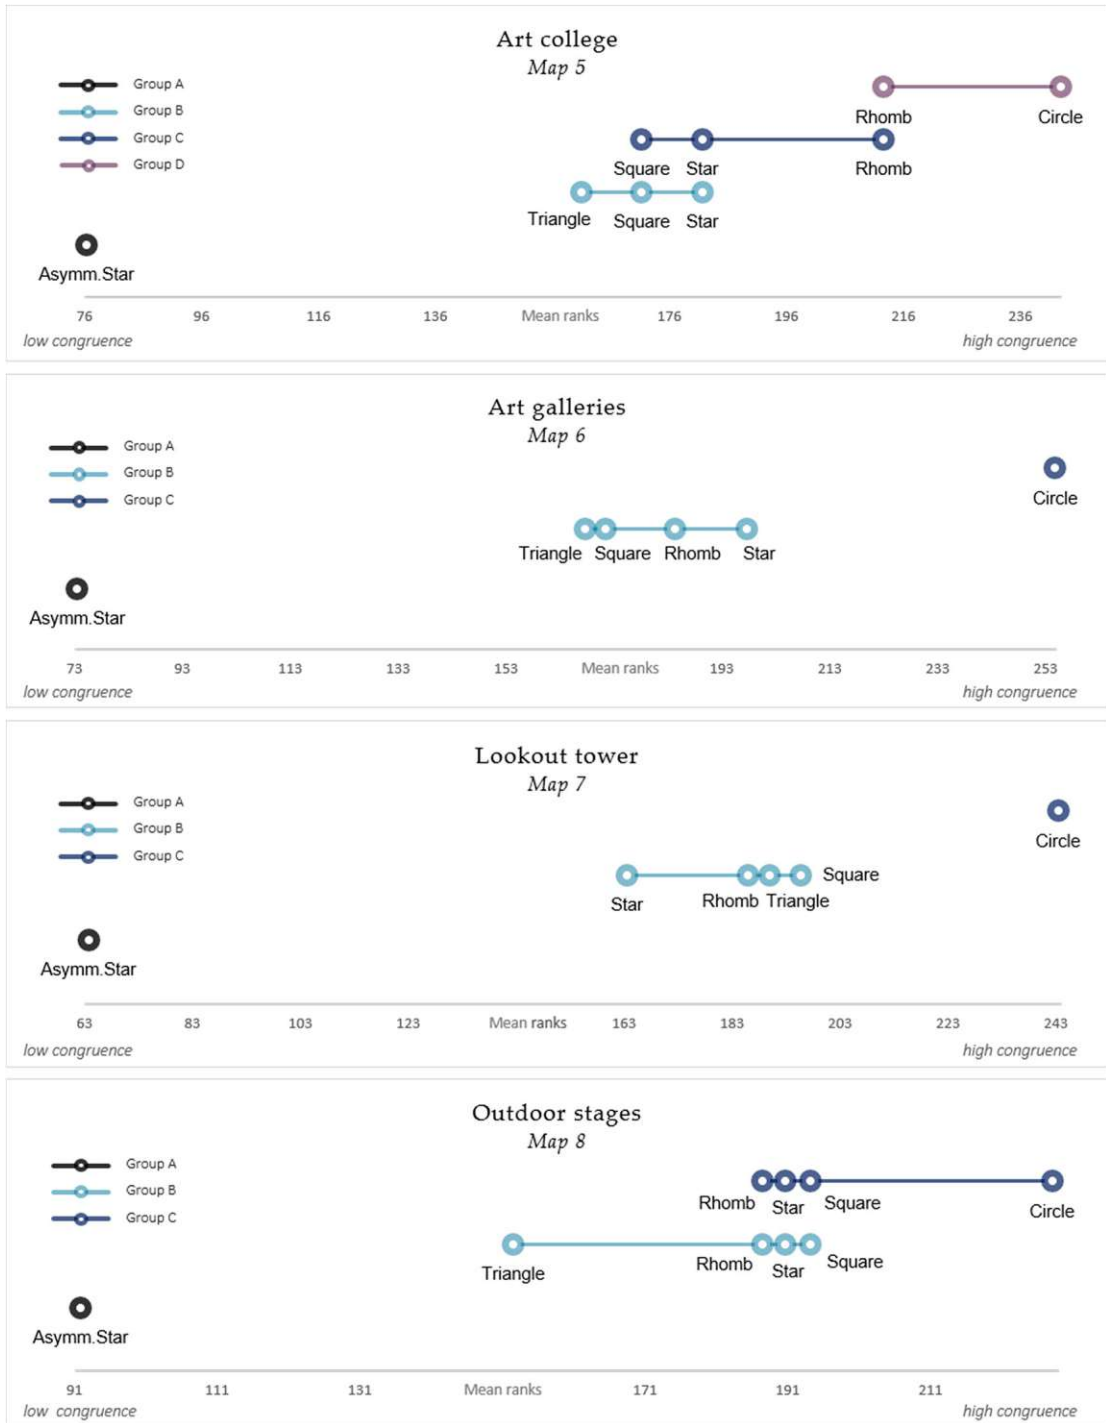 Art college
Map 5
Group A
Group B
Group C
Group D
Rhomb Circle
Square Star Rhomb
Triangle Square Star
Asymm.Star
76 96 116 136 Mean ranks 176 196 216 236
low congruence high congruence
Art galleries
Map 6
Group A
Group B
Group C
Circle
Triangle Square Rhomb Star
Asymm.Star
73 93 113 133 153 Mean ranks 193 213 233 253
low congruence high congruence
Lookout tower
Map 7
Group A
Group B
Group C
Circle
Square
Star Rhomb Triangle
Asymm.Star
63 83 103 123 Mean ranks 163 183 203 223 243
low congruence high congruence
Outdoor stages
Map 8
Group A
Group B
Group C
Rhomb Star Square Circle
Triangle Rhomb Star Square
Asymm.Star
91 111 131 Mean ranks 171 191 211
low congruence high congruence